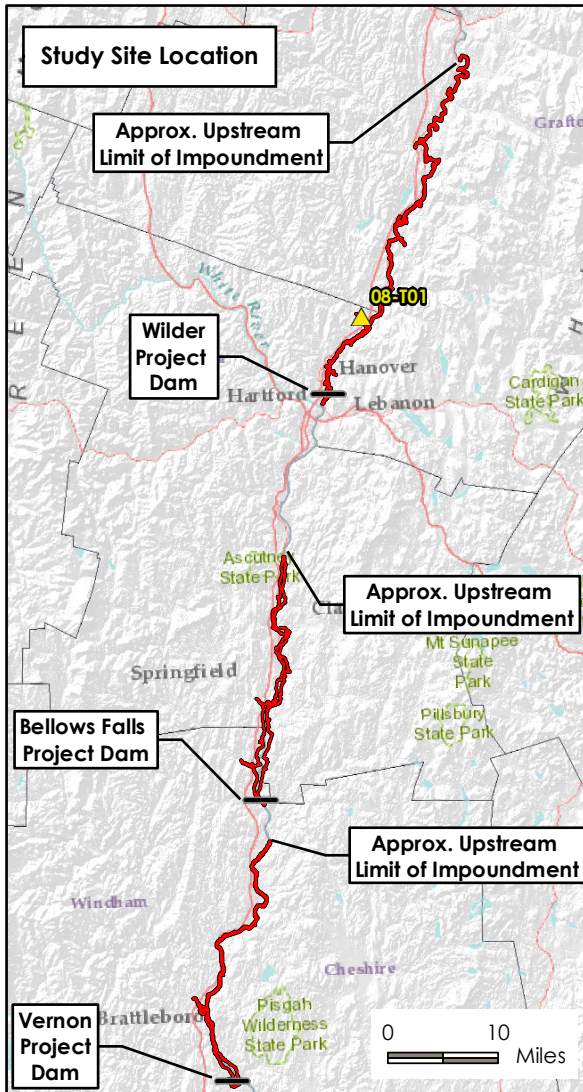 Study Site Location
Approx. Upstream
Limit of Impoundment
Grafto
White River
08-T01
Wilder
Project
Dam
Hanover
Hartford
Lebanon
Cardigan
State Park
Ascutney
State Park
Approx. Upstream
Limit of Impoundment
Cla
Mt Sunapee
State
Park
Springfield
Pillsbury
State Park
Bellows Falls
Project Dam
Approx. Upstream
Limit of Impoundment
Windham
Cheshire
Vernon
Project
Dam
Brattleboro
Pisgah
Wilderness
State Park
0 10
Miles